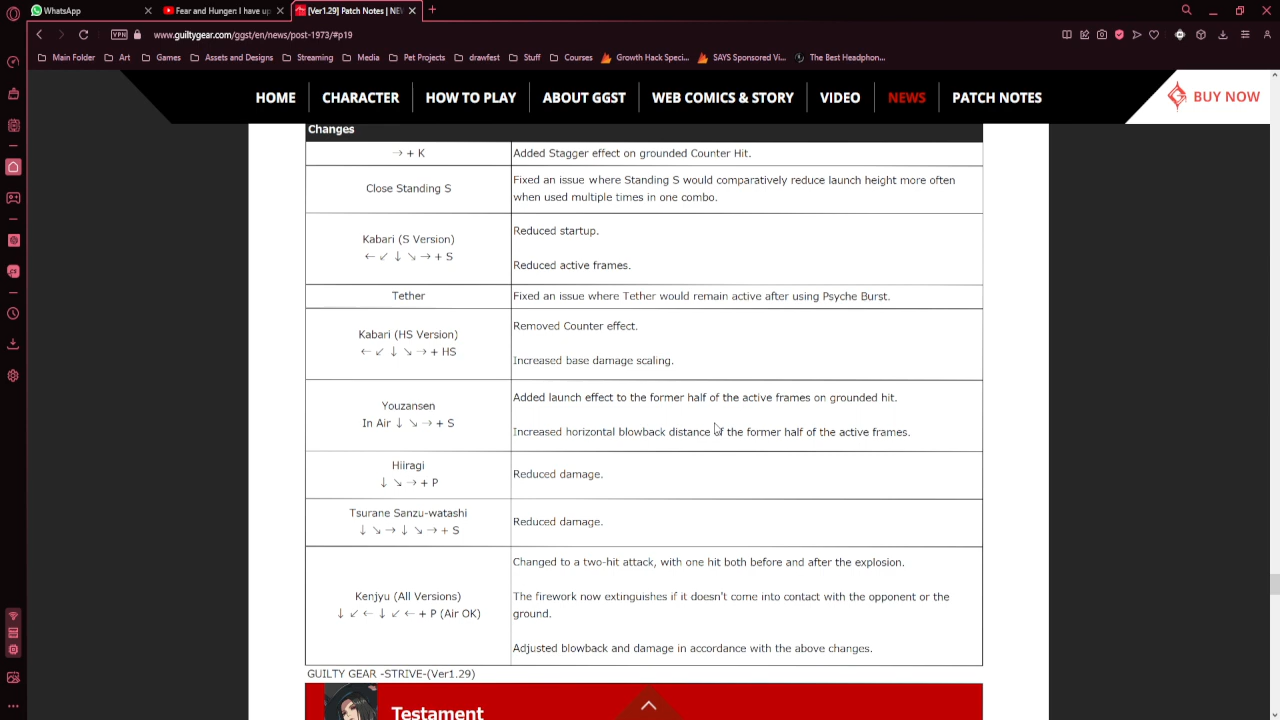 WhatsApp
Fear and Hunger: I have up
[Ver1.29] Patch Notes | NE
VPN
www.guiltygear.com/ggst/en/news/post-1973/#p19
Main Folder
Art
Games
Assets and Designs
Streaming
Media
Pet Projects
drawfest
Stuff
Courses
Growth Hack Speci...
SAYS Sponsored Vi...
The Best Headphon...
HOME
CHARACTER
HOW TO PLAY
ABOUT GGST
WEB COMICS & STORY
VIDEO
NEWS
PATCH NOTES
BUY NOW
Changes
→ + K
Added Stagger effect on grounded Counter Hit.
Close Standing S
Fixed an issue where Standing S would comparatively reduce launch height more often
when used multiple times in one combo.
Kabari (S Version)
← ↙ ↓ ↘ → + S
Reduced startup.
Reduced active frames.
Tether
Fixed an issue where Tether would remain active after using Psyche Burst.
Kabari (HS Version)
← ↙ ↓ ↘ → + HS
Removed Counter effect.
Increased base damage scaling.
Youzansen
In Air ↓ ↘ → + S
Added launch effect to the former half of the active frames on grounded hit.
Increased horizontal blowback distance of the former half of the active frames.
Hiiragi
↓ ↘ → + P
Reduced damage.
Tsurane Sanzu-watashi
↓ ↘ → ↓ ↘ → + S
Reduced damage.
Kenjyu (All Versions)
↓ ↙ ← ↓ ↙ ← + P (Air OK)
Changed to a two-hit attack, with one hit both before and after the explosion.
The firework now extinguishes if it doesn't come into contact with the opponent or the
ground.
Adjusted blowback and damage in accordance with the above changes.
GUILTY GEAR -STRIVE-(Ver1.29)
Testament